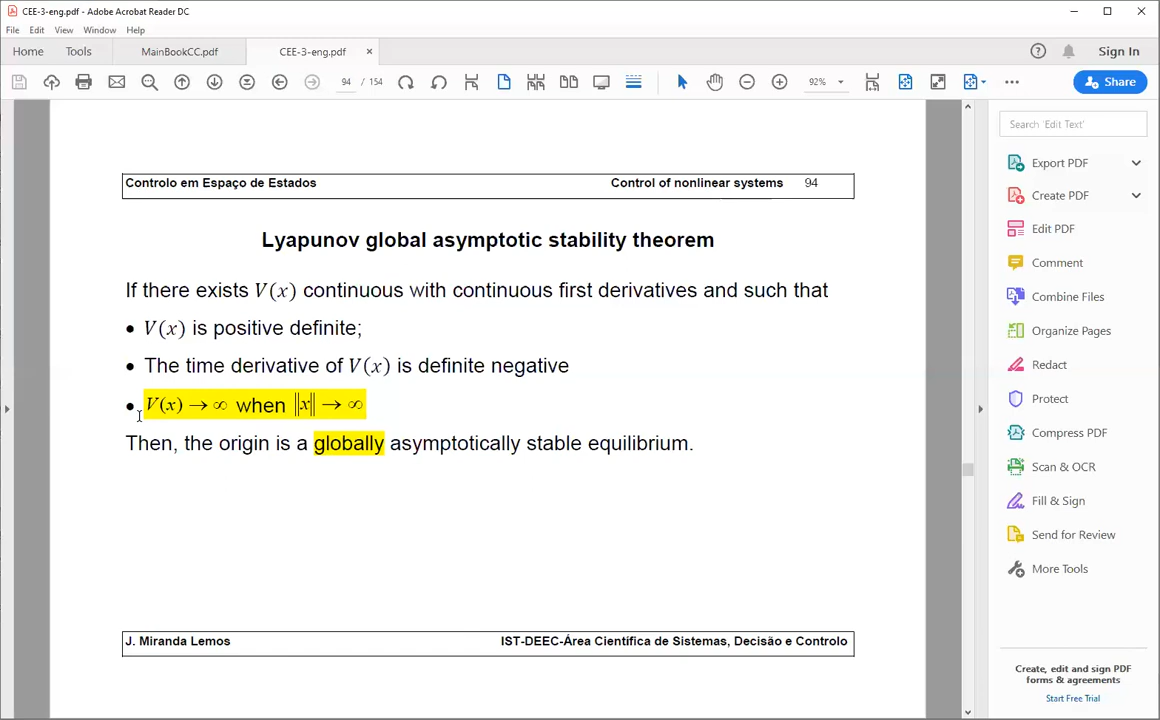 CEE-3-eng.pdf - Adobe Acrobat Reader DC
File Edit View Window Help
Home Tools MainBookCC.pdf CEE-3-eng.pdf × Sign In
94 / 154 92% Share
Search 'Edit Text'
Controlo em Espaço de Estados Control of nonlinear systems 94
Lyapunov global asymptotic stability theorem
If there exists V(x) continuous with continuous first derivatives and such that
• V(x) is positive definite;
• The time derivative of V(x) is definite negative
• V(x) → ∞ when ‖x‖ → ∞
Then, the origin is a globally asymptotically stable equilibrium.
J. Miranda Lemos IST-DEEC-Área Científica de Sistemas, Decisão e Controlo
Export PDF
Create PDF
Edit PDF
Comment
Combine Files
Organize Pages
Redact
Protect
Compress PDF
Scan & OCR
Fill & Sign
Send for Review
More Tools
Create, edit and sign PDF
forms & agreements
Start Free Trial